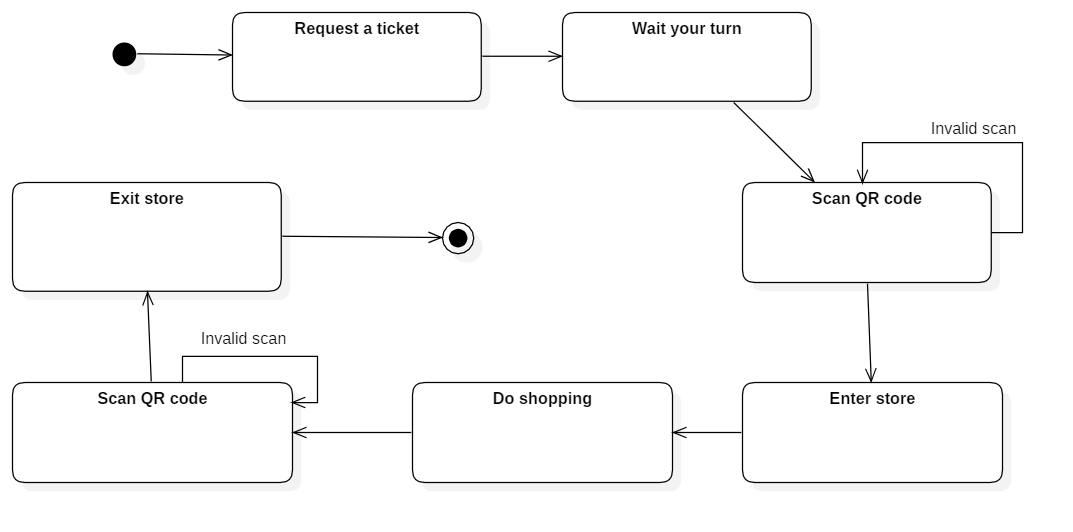 Request a ticket
Wait your turn
Invalid scan
Exit store
Scan QR code
Invalid scan
Scan QR code
Do shopping
Enter store